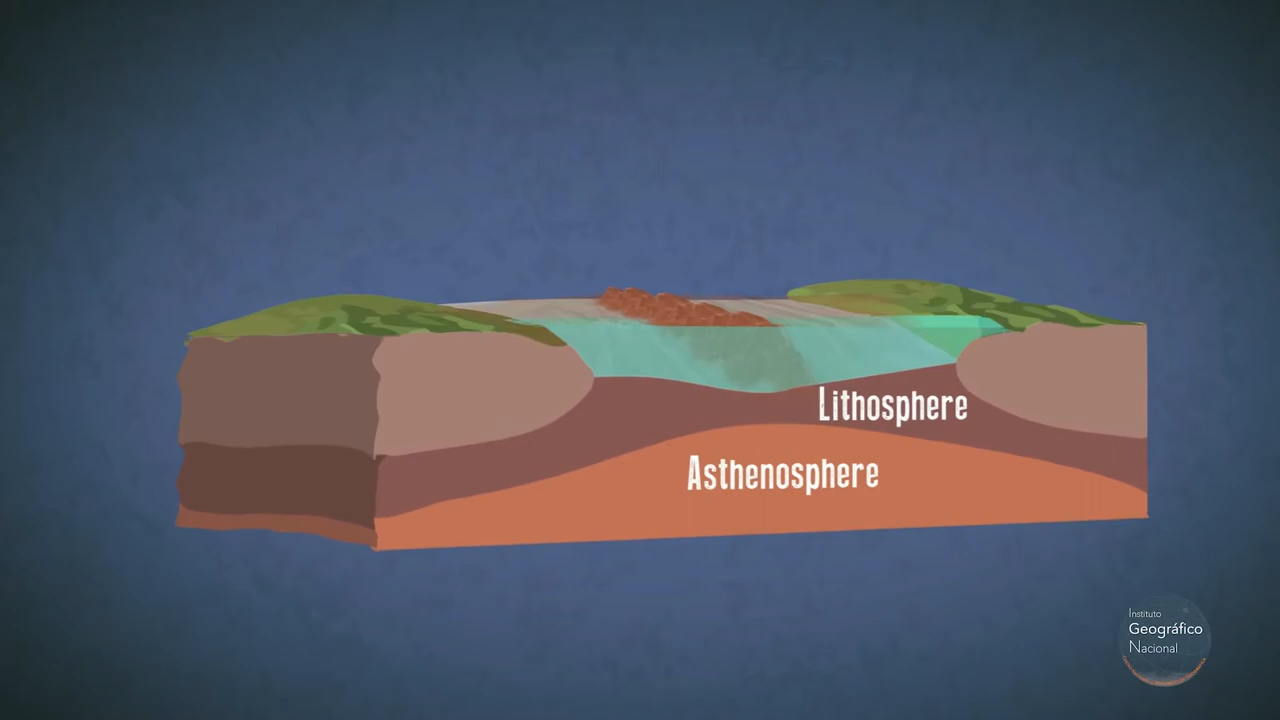 Lithosphere
Asthenosphere
Instituto
Geográfico
Nacional